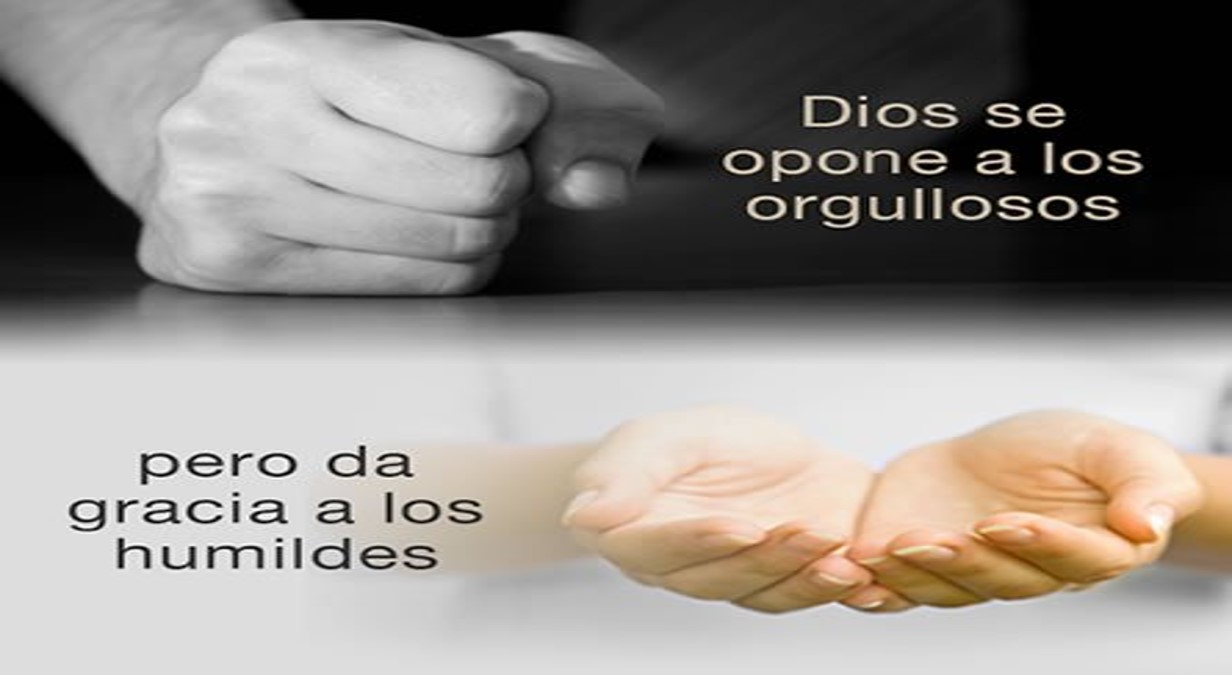 Dios se
opone a los
orgullosos
pero da
gracia a los
humildes